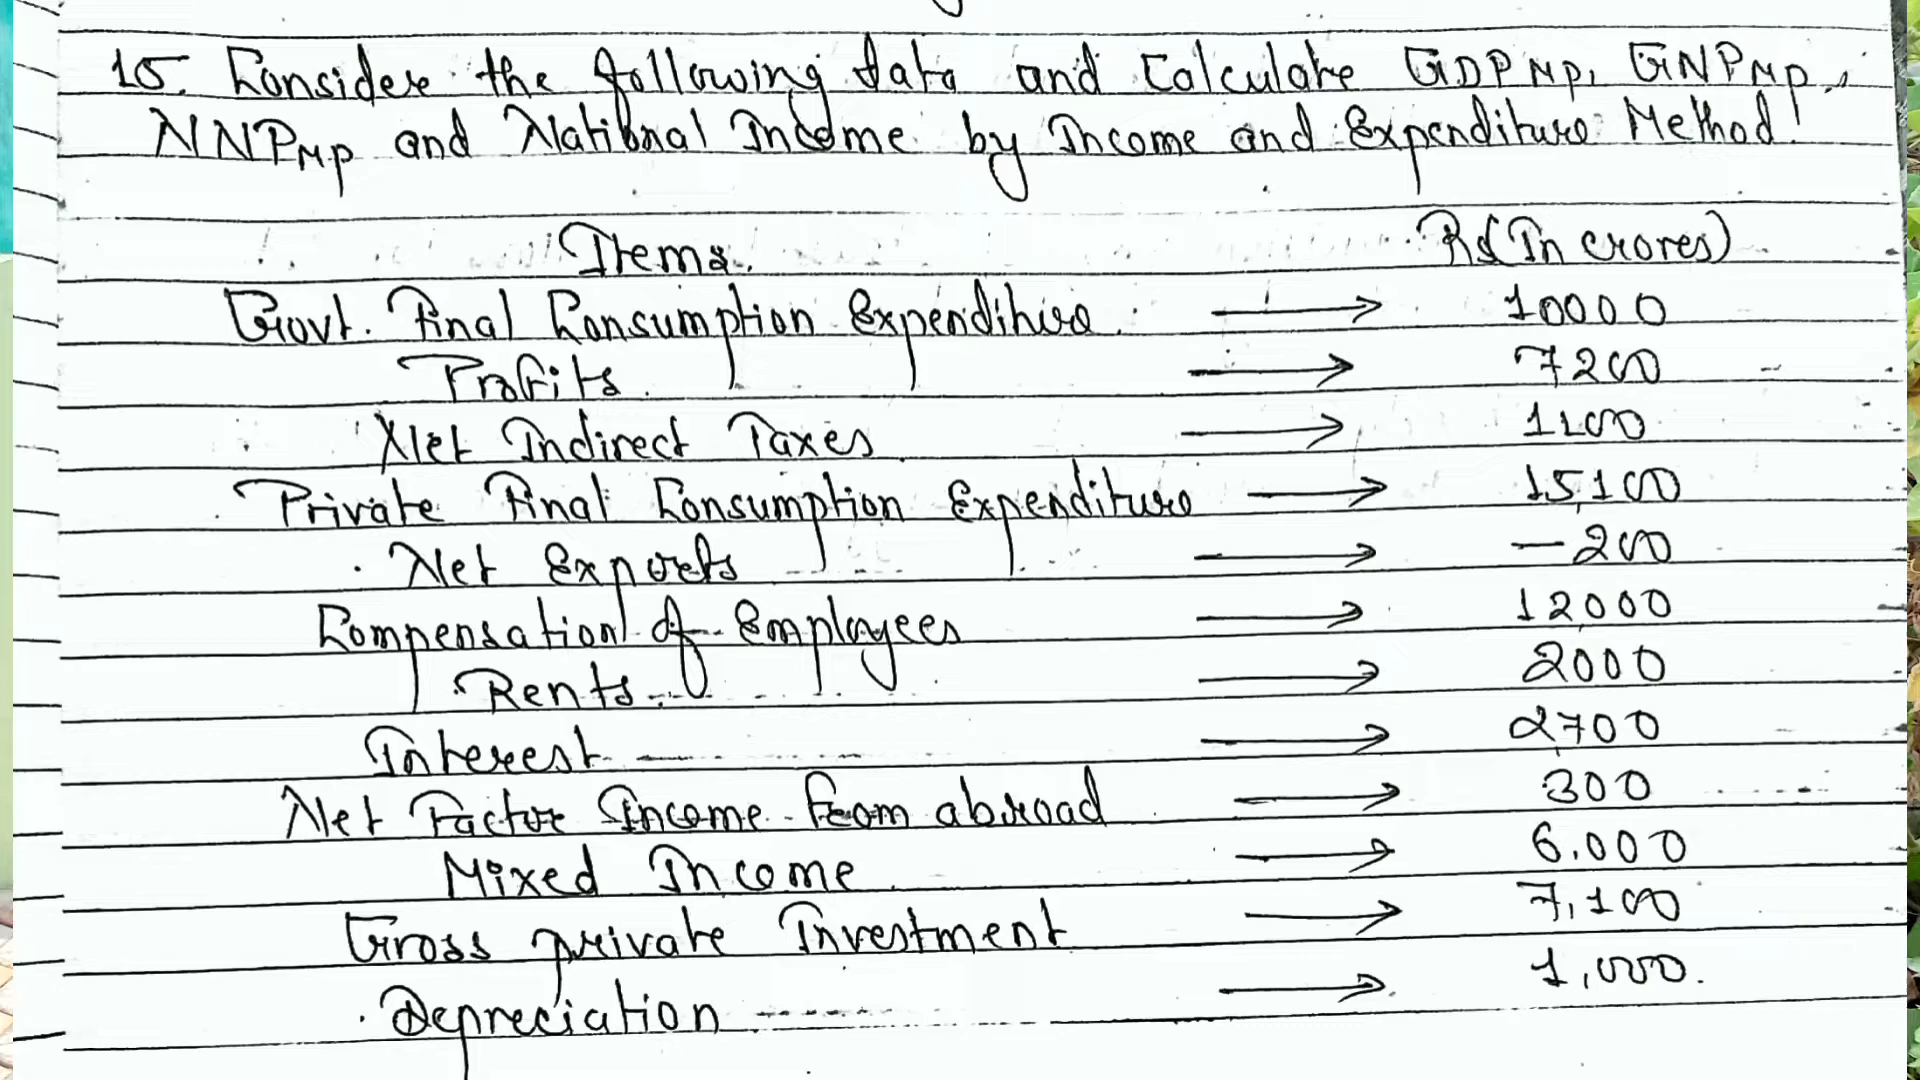 15. Consider the following data and Calculate GDPMP, GNPMP,
NNPMP and National Income by Income and Expenditure Method!
Items. Rs(In crores)
Govt. Final Consumption Expenditure. → 10000
Profits. → 7200
Net Indirect Taxes → 1100
Private Final Consumption Expenditure → 15,100
Net Exports → -200
Compensation of Employees → 12000
Rents. → 2000
Interest → 2700
Net Factor Income from abroad → 300
Mixed Income → 6,000
Gross private Investment → 7,100
Depreciation → 1,000.